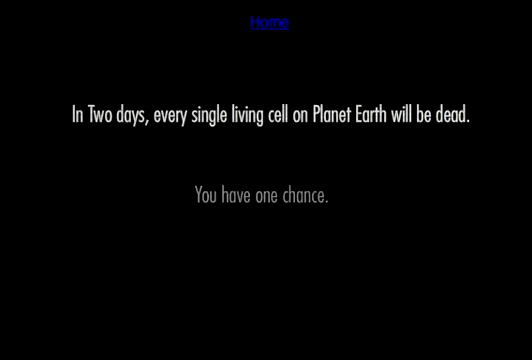 Home
In Two days, every single living cell on Planet Earth will be dead.
You have one chance.